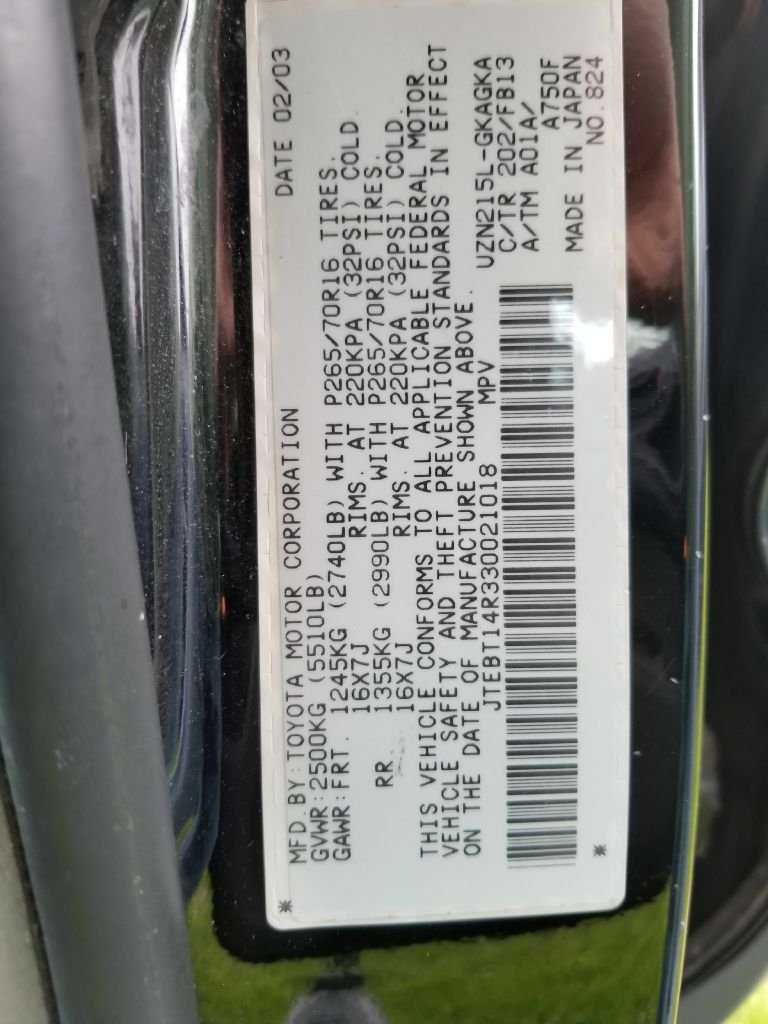 MFD.BY:TOYOTA MOTOR CORPORATION DATE 02/03
GVWR:2500KG (5510LB)
GAWR:FRT. 1245KG (2740LB) WITH P265/70R16 TIRES.
16X7J RIMS. AT 220KPA (32PSI) COLD.
RR. 1355KG (2990LB) WITH P265/70R16 TIRES.
16X7J RIMS. AT 220KPA (32PSI) COLD.
THIS VEHICLE CONFORMS TO ALL APPLICABLE FEDERAL MOTOR
VEHICLE SAFETY AND THEFT PREVENTION STANDARDS IN EFFECT
ON THE DATE OF MANUFACTURE SHOWN ABOVE.
JTEBT14R330021018 MPV
UZN215L-GKAGKA
C/TR 202/FB13
A/TM A01A/
A750F
MADE IN JAPAN
NO.824